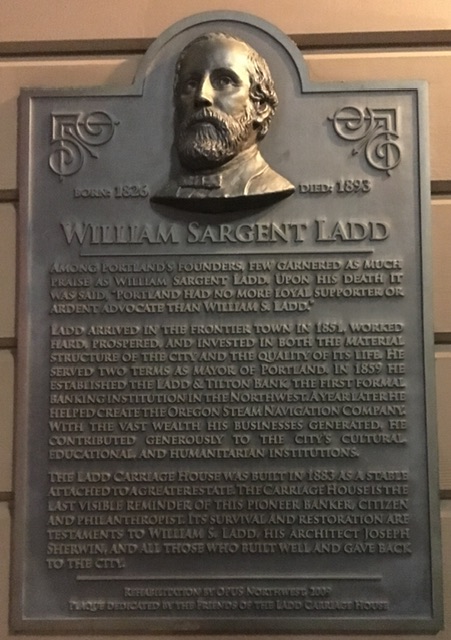 BORN: 1826 DIED: 1893
WILLIAM SARGENT LADD
AMONG PORTLAND'S FOUNDERS, FEW GARNERED AS MUCH
PRAISE AS WILLIAM SARGENT LADD. UPON HIS DEATH IT
WAS SAID, "PORTLAND HAD NO MORE LOYAL SUPPORTER OR
ARDENT ADVOCATE THAN WILLIAM S. LADD."
LADD ARRIVED IN THE FRONTIER TOWN IN 1851, WORKED
HARD, PROSPERED, AND INVESTED IN BOTH THE MATERIAL
STRUCTURE OF THE CITY AND THE QUALITY OF ITS LIFE. HE
SERVED TWO TERMS AS MAYOR OF PORTLAND. IN 1859 HE
ESTABLISHED THE LADD & TILTON BANK, THE FIRST FORMAL
BANKING INSTITUTION IN THE NORTHWEST. A YEAR LATER HE
HELPED CREATE THE OREGON STEAM NAVIGATION COMPANY.
WITH THE VAST WEALTH HIS BUSINESSES GENERATED, HE
CONTRIBUTED GENEROUSLY TO THE CITY'S CULTURAL,
EDUCATIONAL, AND HUMANITARIAN INSTITUTIONS.
THE LADD CARRIAGE HOUSE WAS BUILT IN 1883 AS A STABLE
ATTACHED TO A GREATER ESTATE. THE CARRIAGE HOUSE IS THE
LAST VISIBLE REMINDER OF THIS PIONEER BANKER, CITIZEN
AND PHILANTHROPIST. ITS SURVIVAL AND RESTORATION ARE
TESTAMENTS TO WILLIAM S. LADD, HIS ARCHITECT JOSEPH
SHERWIN, AND ALL THOSE WHO BUILT WELL AND GAVE BACK
TO THE CITY.
REHABILITATION BY OPUS NORTHWEST, 2009
PLAQUE DEDICATED BY THE FRIENDS OF THE LADD CARRIAGE HOUSE